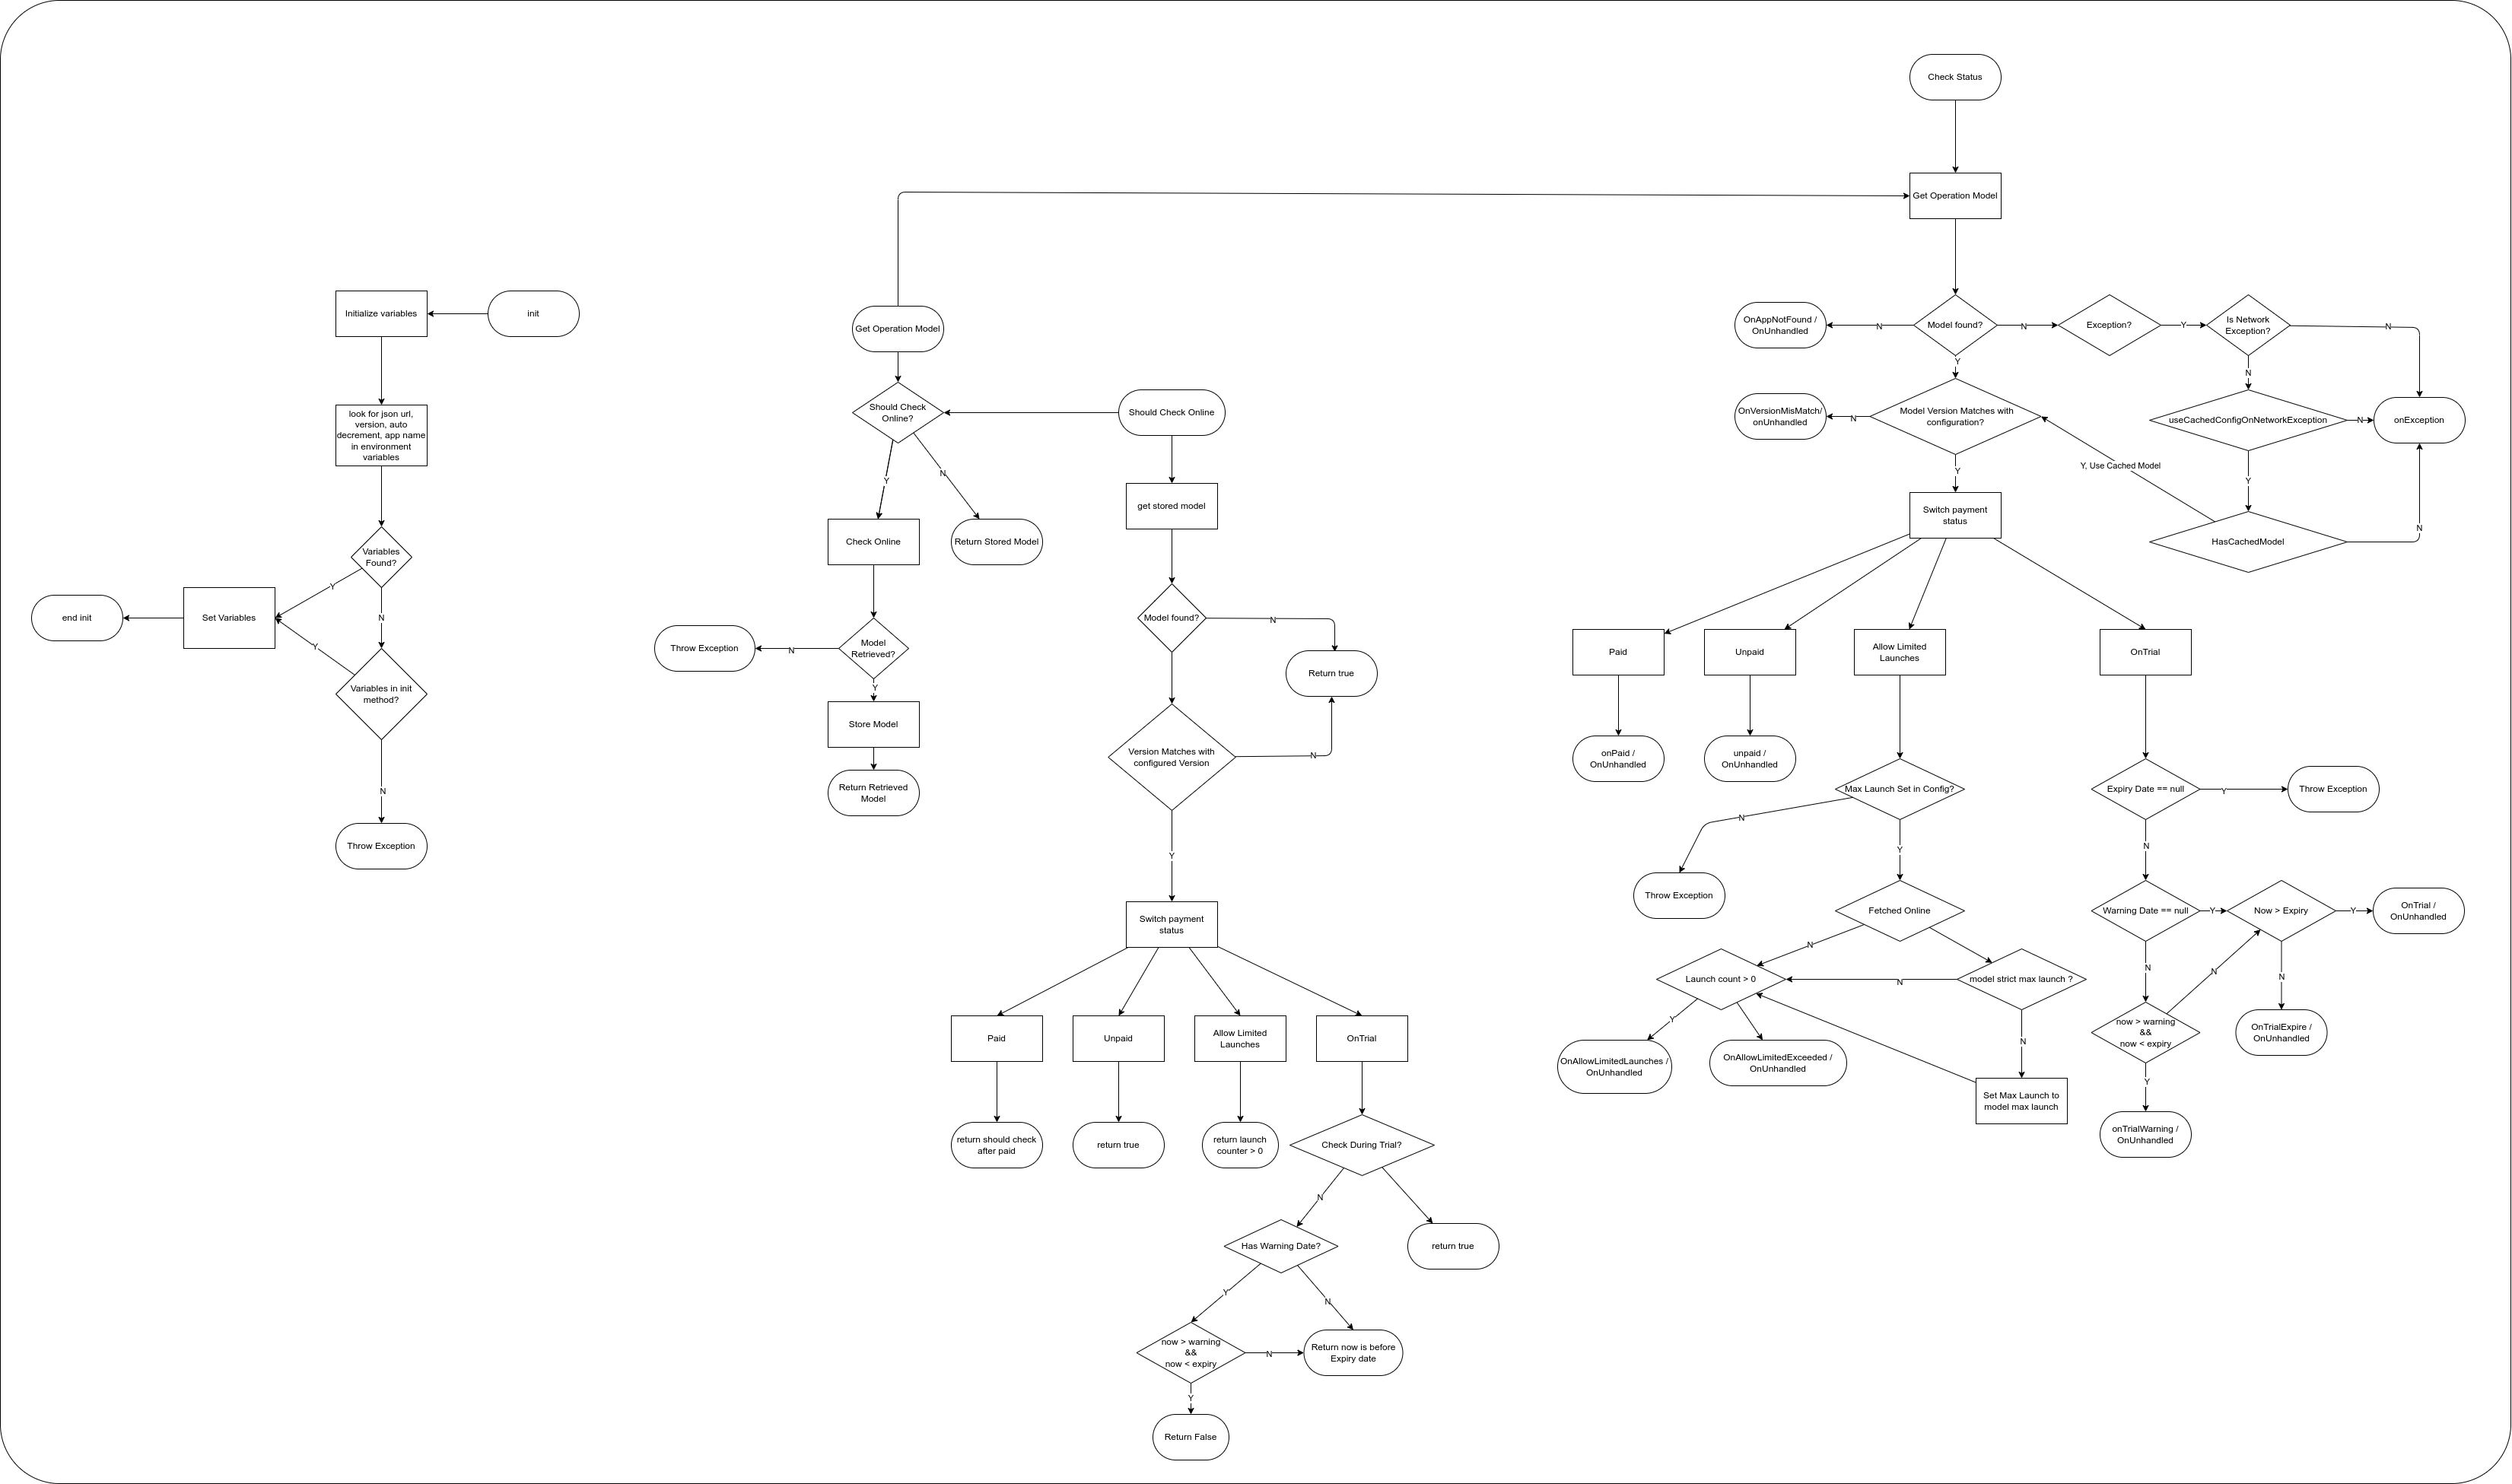 init
Initialize variables
look for json url,
version, auto
decrement, app name
in environment
variables
Variables
Found?
Y
N
Set Variables
end init
Y
Variables in init
method?
N
Throw Exception
Get Operation Model
Should Check
Online?
Y
N
Check Online
Return Stored Model
Model
Retrieved?
N
Throw Exception
Y
Store Model
Return Retrieved
Model
Should Check Online
get stored model
Model found?
N
Return true
Version Matches with
configured Version
N
Y
Switch payment
status
Paid
Unpaid
Allow Limited
Launches
OnTrial
return should check
after paid
return true
return launch
counter > 0
Check During Trial?
N
return true
Has Warning Date?
Y
N
now > warning
&&
now < expiry
N
Return now is before
Expiry date
Y
Return False
Check Status
Get Operation Model
Model found?
N
OnAppNotFound /
OnUnhandled
N
Exception?
Y
Is Network
Exception?
N
N
Y
useCachedConfigOnNetworkException
N
onException
Y
HasCachedModel
N
Y, Use Cached Model
Model Version Matches with
configuration?
N
OnVersionMisMatch/
onUnhandled
Y
Switch payment
status
Paid
Unpaid
Allow Limited
Launches
OnTrial
onPaid /
OnUnhandled
unpaid /
OnUnhandled
Max Launch Set in Config?
N
Throw Exception
Y
Fetched Online
N
model strict max launch ?
N
Launch count > 0
Y
OnAllowLimitedLaunches /
OnUnhandled
OnAllowLimitedExceeded /
OnUnhandled
N
Set Max Launch to
model max launch
Expiry Date == null
Y
Throw Exception
N
Warning Date == null
Y
Now > Expiry
Y
OnTrial /
OnUnhandled
N
N
N
OnTrialExpire /
OnUnhandled
now > warning
&&
now < expiry
Y
onTrialWarning /
OnUnhandled